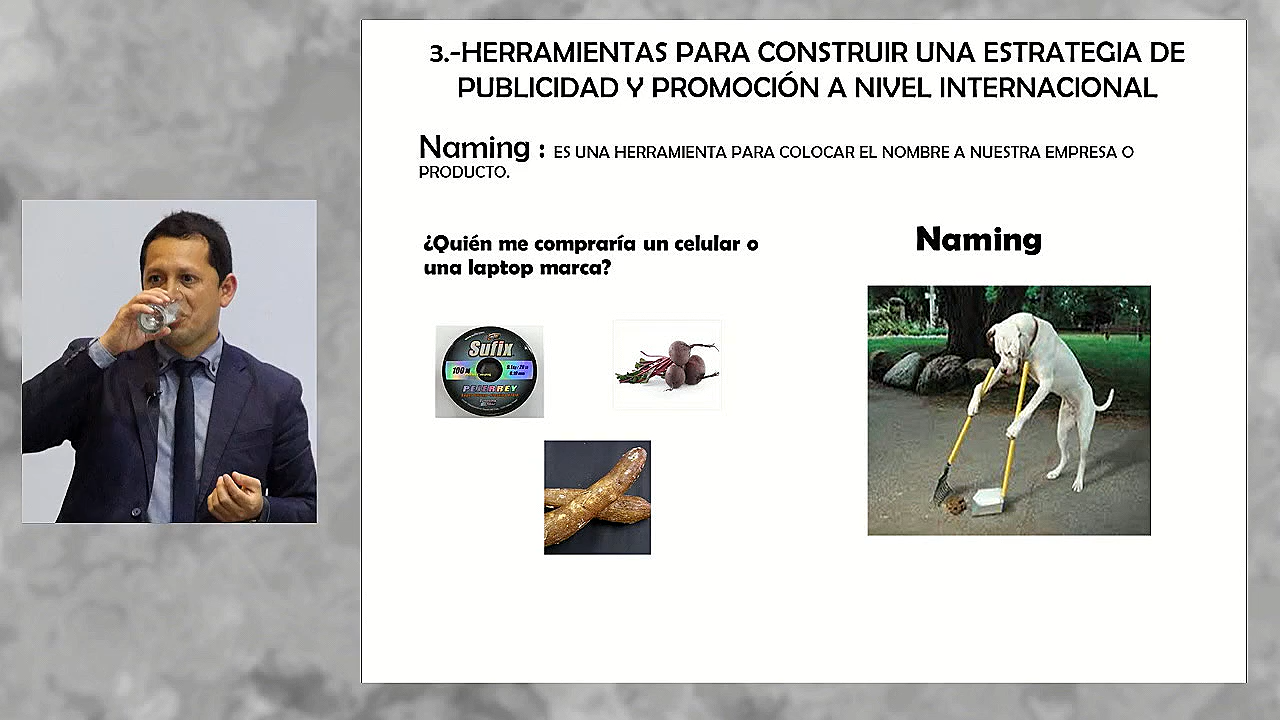 3.-HERRAMIENTAS PARA CONSTRUIR UNA ESTRATEGIA DE
PUBLICIDAD Y PROMOCIÓN A NIVEL INTERNACIONAL
Naming : ES UNA HERRAMIENTA PARA COLOCAR EL NOMBRE A NUESTRA EMPRESA O
PRODUCTO.
¿Quién me compraría un celular o
una laptop marca?
Naming
Sufix
100 M